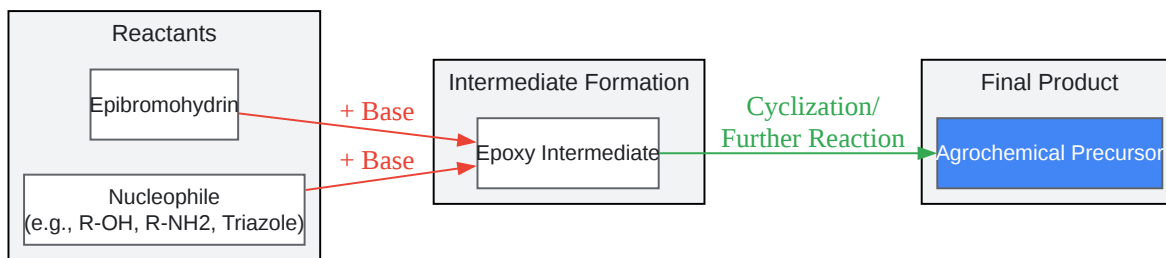 Reactants
Epibromohydrin
Nucleophile
(e.g., R-OH, R-NH2, Triazole)
+ Base
+ Base
Intermediate Formation
Epoxy Intermediate
Cyclization/
Further Reaction
Final Product
Agrochemical Precursor